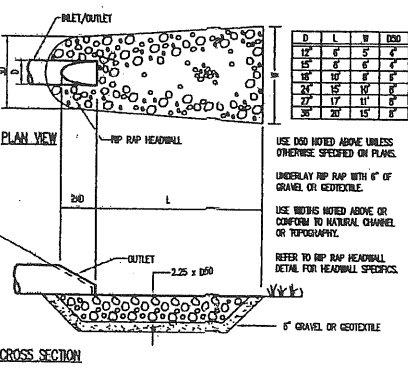 INLET/OUTLET
D
3D
W
RIP RAP HEADWALL
PLAN VIEW
D L W D50
12" 6' 5' 4"
15" 8' 6' 4"
18" 10' 8'
24" 15' 10'
27" 17' 11' 8"
36" 20' 15' 8"
USE D50 NOTED ABOVE UNLESS
OTHERWISE SPECIFIED ON PLANS.
UNDERLAY RIP RAP WITH 6" OF
GRAVEL OR GEOTEXTILE.
USE WIDTHS NOTED ABOVE OR
CONFORM TO NATURAL CHANNEL
OR TOPOGRAPHY.
REFER TO RIP RAP HEADWALL
DETAIL FOR HEADWALL SPECIFICS.
L
OUTLET
2.25 x D50
6" GRAVEL OR GEOTEXTILE
CROSS SECTION